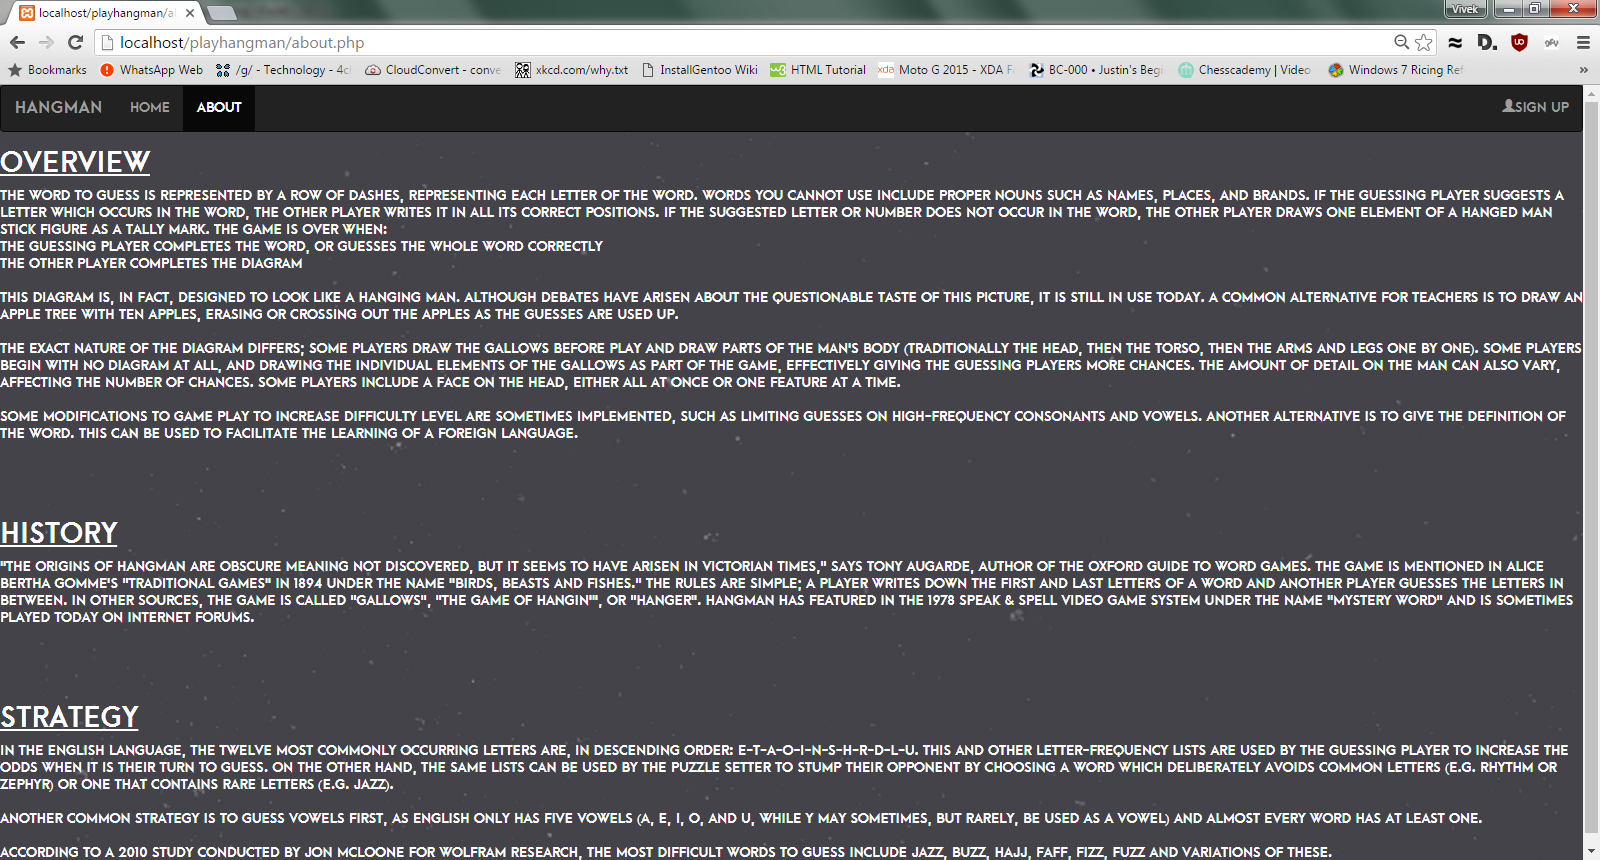 localhost/playhangman/al
Vivek
localhost/playhangman/about.php
Bookmarks WhatsApp Web /g/ - Technology - 4cl CloudConvert - conve xkcd.com/why.txt InstallGentoo Wiki HTML Tutorial Moto G 2015 - XDA Fo BC-000 • Justin's Begi Chesscademy | Video Windows 7 Ricing Ref »
HANGMAN HOME ABOUT SIGN UP
OVERVIEW
THE WORD TO GUESS IS REPRESENTED BY A ROW OF DASHES, REPRESENTING EACH LETTER OF THE WORD. WORDS YOU CANNOT USE INCLUDE PROPER NOUNS SUCH AS NAMES, PLACES, AND BRANDS. IF THE GUESSING PLAYER SUGGESTS A
LETTER WHICH OCCURS IN THE WORD, THE OTHER PLAYER WRITES IT IN ALL ITS CORRECT POSITIONS. IF THE SUGGESTED LETTER OR NUMBER DOES NOT OCCUR IN THE WORD, THE OTHER PLAYER DRAWS ONE ELEMENT OF A HANGED MAN
STICK FIGURE AS A TALLY MARK. THE GAME IS OVER WHEN:
THE GUESSING PLAYER COMPLETES THE WORD, OR GUESSES THE WHOLE WORD CORRECTLY
THE OTHER PLAYER COMPLETES THE DIAGRAM
THIS DIAGRAM IS, IN FACT, DESIGNED TO LOOK LIKE A HANGING MAN. ALTHOUGH DEBATES HAVE ARISEN ABOUT THE QUESTIONABLE TASTE OF THIS PICTURE, IT IS STILL IN USE TODAY. A COMMON ALTERNATIVE FOR TEACHERS IS TO DRAW AN
APPLE TREE WITH TEN APPLES, ERASING OR CROSSING OUT THE APPLES AS THE GUESSES ARE USED UP.
THE EXACT NATURE OF THE DIAGRAM DIFFERS; SOME PLAYERS DRAW THE GALLOWS BEFORE PLAY AND DRAW PARTS OF THE MAN'S BODY (TRADITIONALLY THE HEAD, THEN THE TORSO, THEN THE ARMS AND LEGS ONE BY ONE). SOME PLAYERS
BEGIN WITH NO DIAGRAM AT ALL, AND DRAWING THE INDIVIDUAL ELEMENTS OF THE GALLOWS AS PART OF THE GAME, EFFECTIVELY GIVING THE GUESSING PLAYERS MORE CHANCES. THE AMOUNT OF DETAIL ON THE MAN CAN ALSO VARY,
AFFECTING THE NUMBER OF CHANCES. SOME PLAYERS INCLUDE A FACE ON THE HEAD, EITHER ALL AT ONCE OR ONE FEATURE AT A TIME.
SOME MODIFICATIONS TO GAME PLAY TO INCREASE DIFFICULTY LEVEL ARE SOMETIMES IMPLEMENTED, SUCH AS LIMITING GUESSES ON HIGH-FREQUENCY CONSONANTS AND VOWELS. ANOTHER ALTERNATIVE IS TO GIVE THE DEFINITION OF
THE WORD. THIS CAN BE USED TO FACILITATE THE LEARNING OF A FOREIGN LANGUAGE.
HISTORY
"THE ORIGINS OF HANGMAN ARE OBSCURE MEANING NOT DISCOVERED, BUT IT SEEMS TO HAVE ARISEN IN VICTORIAN TIMES," SAYS TONY AUGARDE, AUTHOR OF THE OXFORD GUIDE TO WORD GAMES. THE GAME IS MENTIONED IN ALICE
BERTHA GOMME'S "TRADITIONAL GAMES" IN 1894 UNDER THE NAME "BIRDS, BEASTS AND FISHES." THE RULES ARE SIMPLE; A PLAYER WRITES DOWN THE FIRST AND LAST LETTERS OF A WORD AND ANOTHER PLAYER GUESSES THE LETTERS IN
BETWEEN. IN OTHER SOURCES, THE GAME IS CALLED "GALLOWS", "THE GAME OF HANGIN'", OR "HANGER". HANGMAN HAS FEATURED IN THE 1978 SPEAK & SPELL VIDEO GAME SYSTEM UNDER THE NAME "MYSTERY WORD" AND IS SOMETIMES
PLAYED TODAY ON INTERNET FORUMS.
STRATEGY
IN THE ENGLISH LANGUAGE, THE TWELVE MOST COMMONLY OCCURRING LETTERS ARE, IN DESCENDING ORDER: E-T-A-O-I-N-S-H-R-D-L-U. THIS AND OTHER LETTER-FREQUENCY LISTS ARE USED BY THE GUESSING PLAYER TO INCREASE THE
ODDS WHEN IT IS THEIR TURN TO GUESS. ON THE OTHER HAND, THE SAME LISTS CAN BE USED BY THE PUZZLE SETTER TO STUMP THEIR OPPONENT BY CHOOSING A WORD WHICH DELIBERATELY AVOIDS COMMON LETTERS (E.G. RHYTHM OR
ZEPHYR) OR ONE THAT CONTAINS RARE LETTERS (E.G. JAZZ).
ANOTHER COMMON STRATEGY IS TO GUESS VOWELS FIRST, AS ENGLISH ONLY HAS FIVE VOWELS (A, E, I, O, AND U, WHILE Y MAY SOMETIMES, BUT RARELY, BE USED AS A VOWEL) AND ALMOST EVERY WORD HAS AT LEAST ONE.
ACCORDING TO A 2010 STUDY CONDUCTED BY JON MCLOONE FOR WOLFRAM RESEARCH, THE MOST DIFFICULT WORDS TO GUESS INCLUDE JAZZ, BUZZ, HAJJ, FAFF, FIZZ, FUZZ AND VARIATIONS OF THESE.